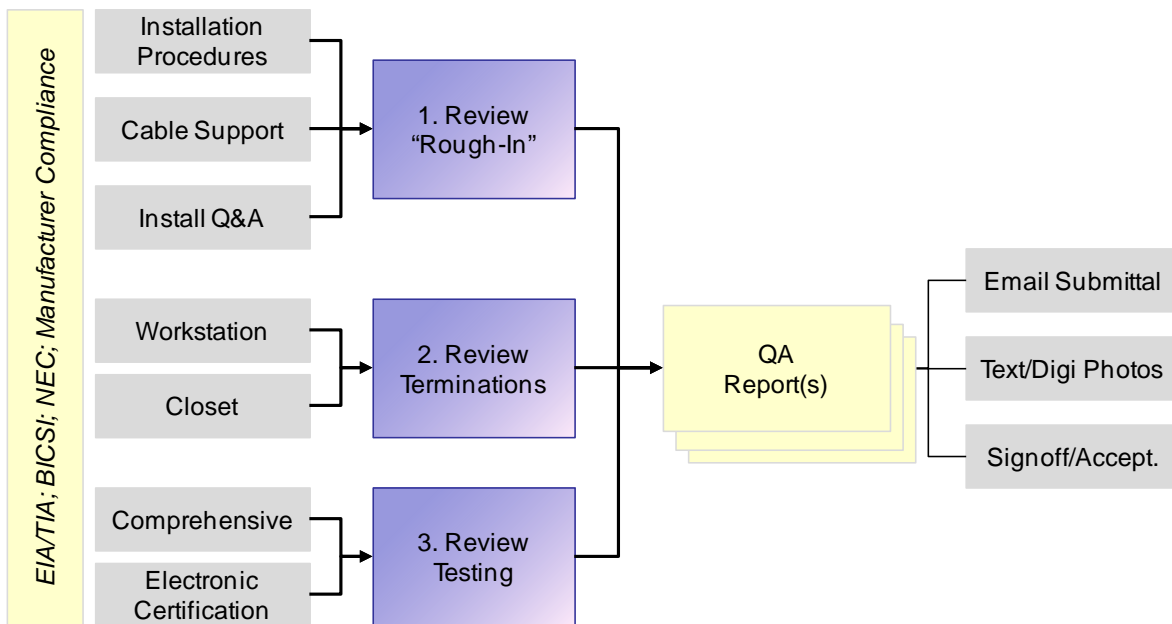 EIA/TIA; BICSI; NEC; Manufacturer Compliance
Installation
Procedures
Cable Support
Install Q&A
Workstation
Closet
Comprehensive
Electronic
Certification
1. Review
“Rough-In”
2. Review
Terminations
3. Review
Testing
QA
Report(s)
Email Submittal
Text/Digi Photos
Signoff/Accept.